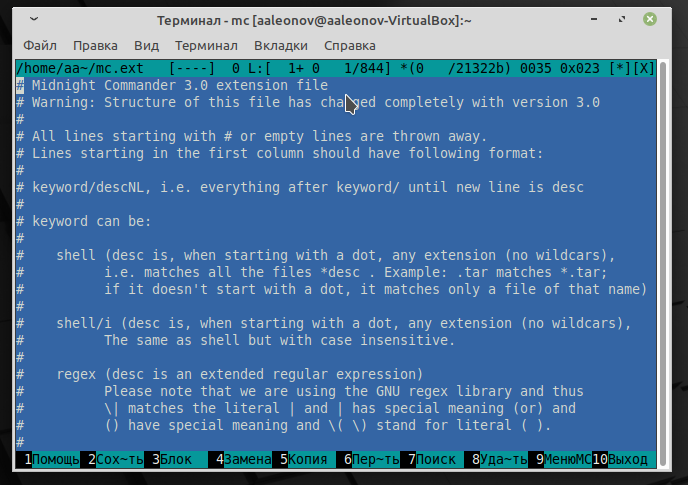 Терминал - mc [aaleonov@aaleonov-VirtualBox]:~
Файл Правка Вид Терминал Вкладки Справка
/home/aa~/mc.ext [----] 0 L:[ 1+ 0 1/844] *(0 /21322b) 0035 0x023 [*][X]
# Midnight Commander 3.0 extension file
# Warning: Structure of this file has changed completely with version 3.0
#
# All lines starting with # or empty lines are thrown away.
# Lines starting in the first column should have following format:
#
# keyword/descNL, i.e. everything after keyword/ until new line is desc
#
# keyword can be:
#
#    shell (desc is, when starting with a dot, any extension (no wildcars),
#          i.e. matches all the files *desc . Example: .tar matches *.tar;
#          if it doesn't start with a dot, it matches only a file of that name)
#
#    shell/i (desc is, when starting with a dot, any extension (no wildcars),
#          The same as shell but with case insensitive.
#
#    regex (desc is an extended regular expression)
#          Please note that we are using the GNU regex library and thus
#          \| matches the literal | and | has special meaning (or) and
#          () have special meaning and \( \) stand for literal ( ).
#
1Помощь 2Сох~ть 3Блок 4Замена 5Копия 6Пер~ть 7Поиск 8Уда~ть 9МенюMC 10Выход